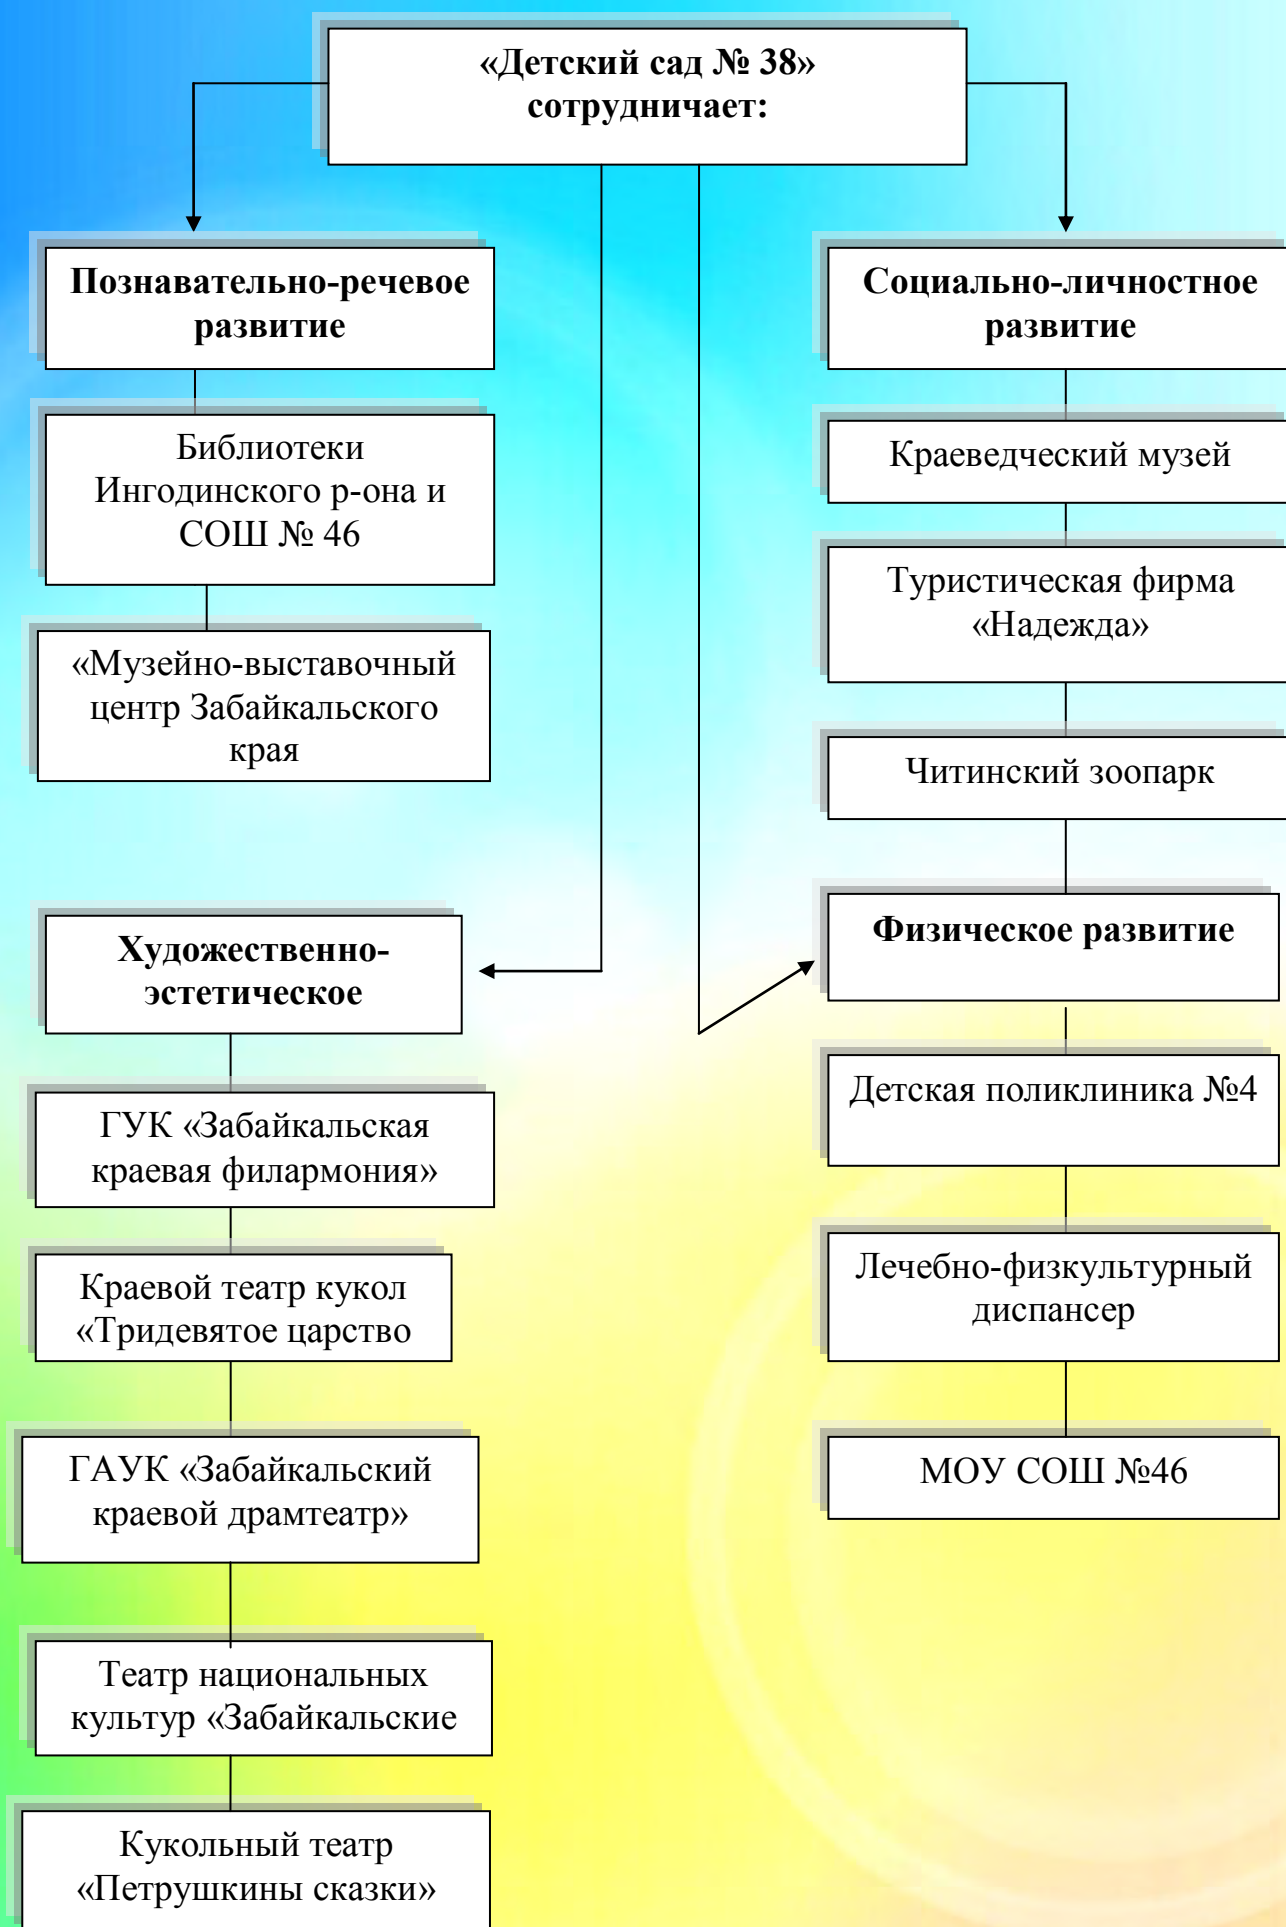 «Детский сад № 38»
сотрудничает:
Познавательно-речевое
развитие
Библиотеки
Ингодинского р-она и
СОШ № 46
«Музейно-выставочный
центр Забайкальского
края
Художественно-
эстетическое
ГУК «Забайкальская
краевая филармония»
Краевой театр кукол
«Тридевятое царство
ГАУК «Забайкальский
краевой драмтеатр»
Театр национальных
культур «Забайкальские
Кукольный театр
«Петрушкины сказки»
Социально-личностное
развитие
Краеведческий музей
Туристическая фирма
«Надежда»
Читинский зоопарк
Физическое развитие
Детская поликлиника №4
Лечебно-физкультурный
диспансер
МОУ СОШ №46